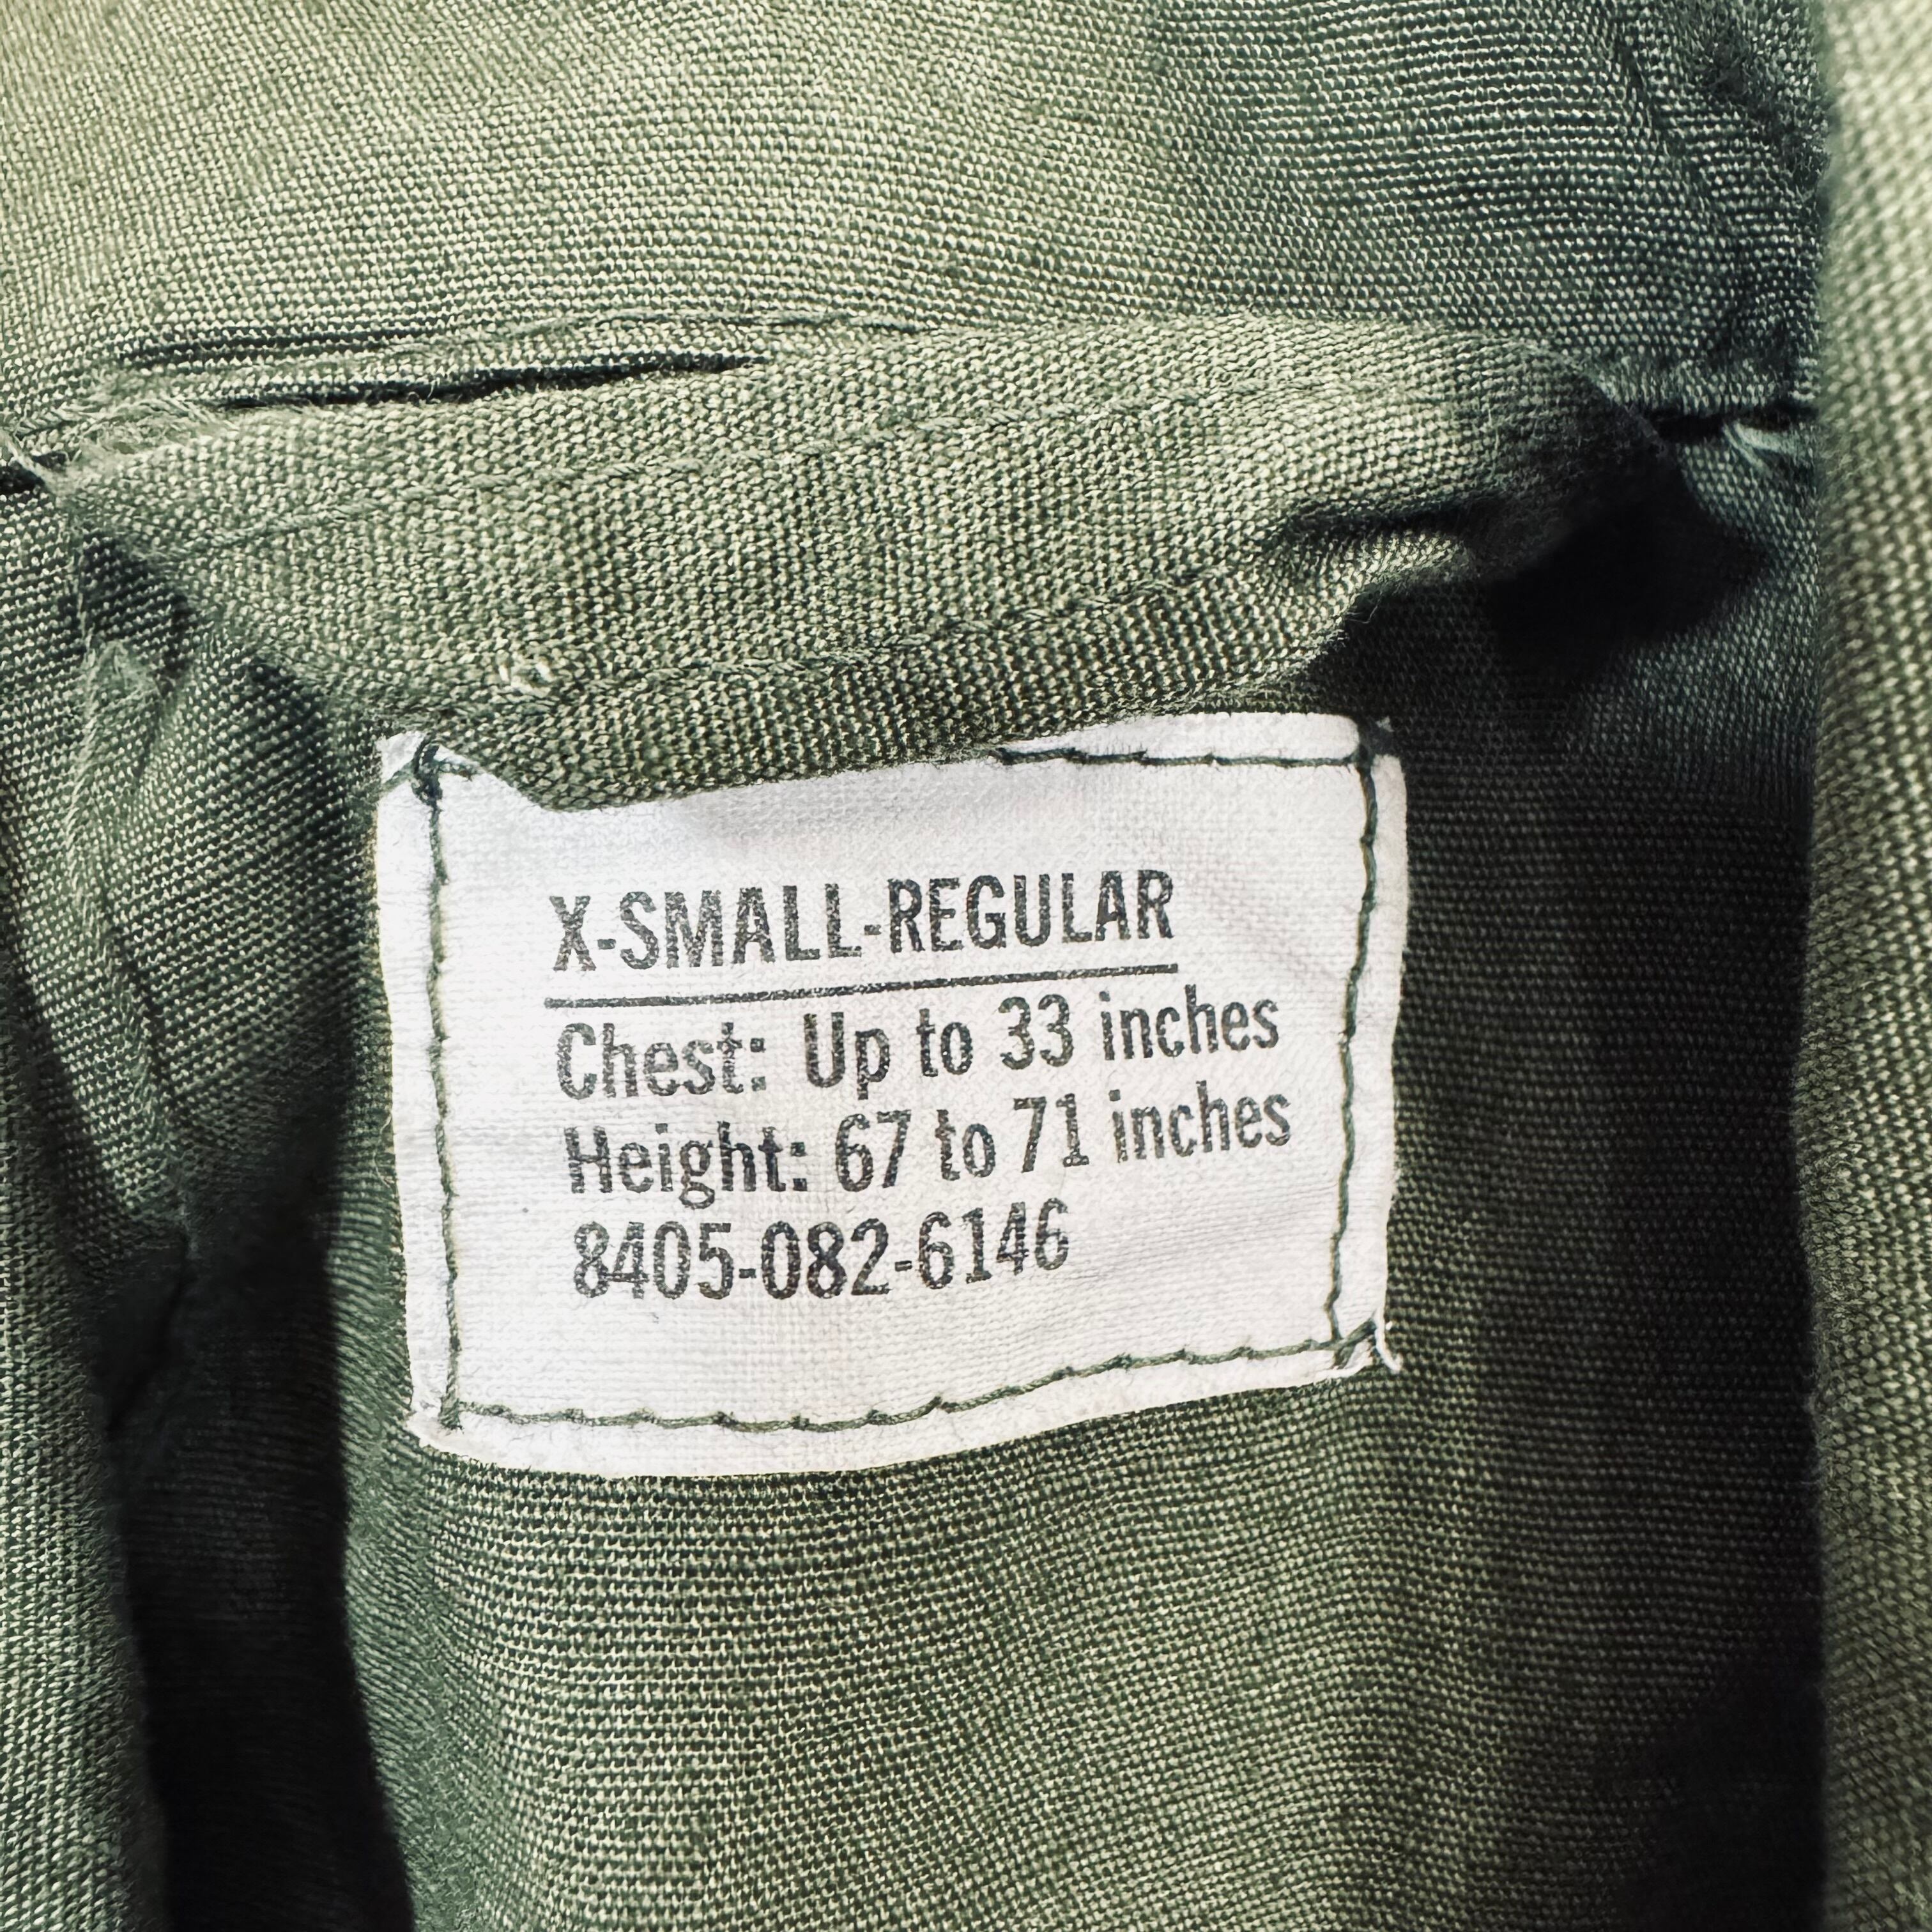 X-SMALL-REGULAR
Chest: Up to 33 inches
Height: 67 to 71 inches
8405-082-6146